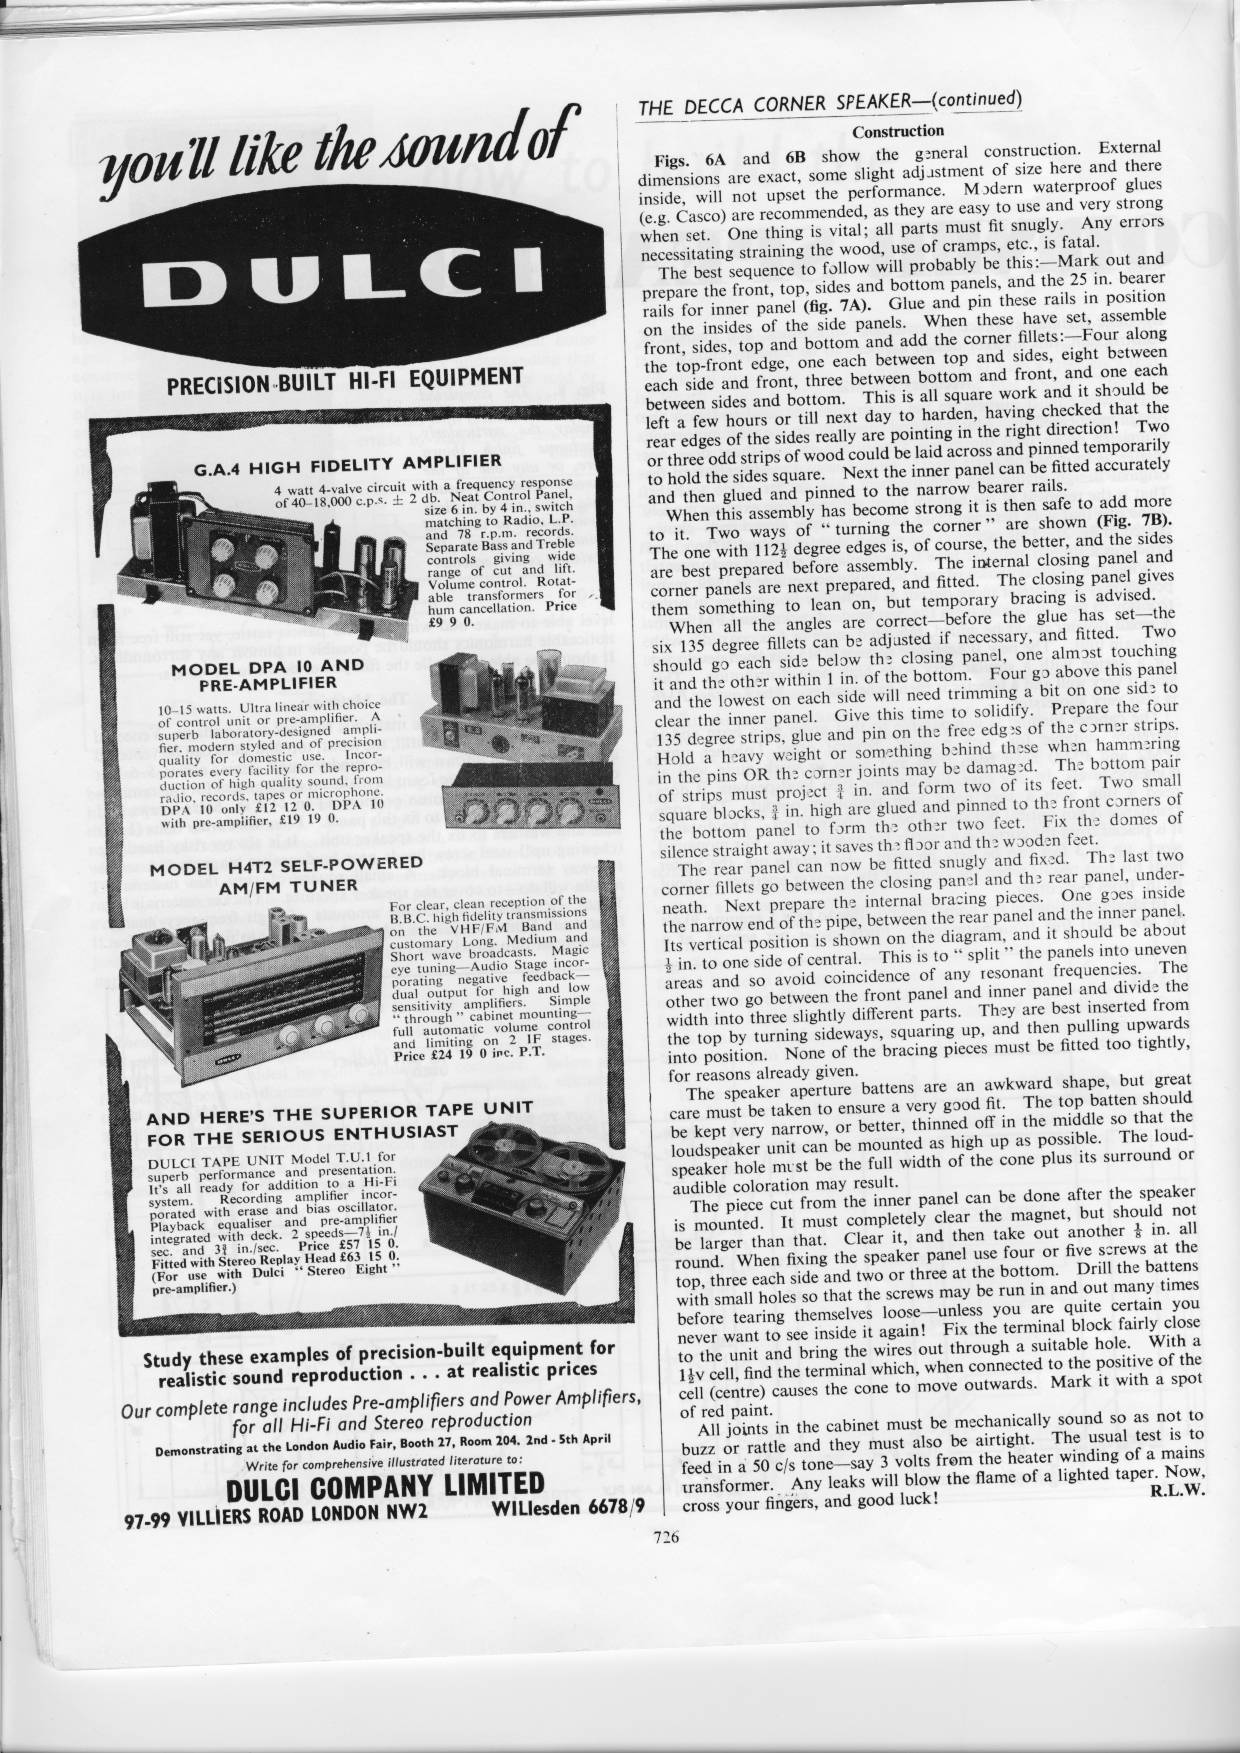 you'll like the sound of
DULCI
PRECISION-BUILT HI-FI EQUIPMENT
G.A.4 HIGH FIDELITY AMPLIFIER
4 watt 4-valve circuit with a frequency response
of 40-18,000 c.p.s. ± 2 db. Neat Control Panel,
size 6 in. by 4 in., switch
matching to Radio, L.P.
and 78 r.p.m. records.
Separate Bass and Treble
controls giving wide
range of cut and lift.
Volume control. Rotat-
able transformers for
hum cancellation. Price
£9 9 0.
MODEL DPA 10 AND
PRE-AMPLIFIER
10-15 watts. Ultra linear with choice
of control unit or pre-amplifier. A
superb laboratory-designed ampli-
fier, modern styled and of precision
quality for domestic use. Incor-
porates every facility for the repro-
duction of high quality sound, from
radio, records, tapes or microphone.
DPA 10 only £12 12 0. DPA 10
with pre-amplifier, £19 19 0.
MODEL H4T2 SELF-POWERED
AM/FM TUNER
For clear, clean reception of the
B.B.C. high fidelity transmissions
on the VHF/FM Band and
customary Long, Medium and
Short wave broadcasts. Magic
eye tuning—Audio Stage incor-
porating negative feedback—
dual output for high and low
sensitivity amplifiers. Simple
"through" cabinet mounting—
full automatic volume control
and limiting on 2 IF stages.
Price £24 19 0 inc. P.T.
DULCI
AND HERE'S THE SUPERIOR TAPE UNIT
FOR THE SERIOUS ENTHUSIAST
DULCI TAPE UNIT Model T.U.1 for
superb performance and presentation.
It's all ready for addition to a Hi-Fi
system. Recording amplifier incor-
porated with erase and bias oscillator.
Playback equaliser and pre-amplifier
integrated with deck. 2 speeds—7½ in./
sec. and 3¾ in./sec. Price £57 15 0.
Fitted with Stereo Replay Head £63 15 0.
(For use with Dulci "Stereo Eight"
pre-amplifier.)
Study these examples of precision-built equipment for
realistic sound reproduction . . . at realistic prices
Our complete range includes Pre-amplifiers and Power Amplifiers,
for all Hi-Fi and Stereo reproduction
Demonstrating at the London Audio Fair, Booth 27, Room 204, 2nd - 5th April
Write for comprehensive illustrated literature to:
DULCI COMPANY LIMITED
97-99 VILLIERS ROAD LONDON NW2 WILlesden 6678/9
THE DECCA CORNER SPEAKER—(continued)
Construction
Figs. 6A and 6B show the general construction. External
dimensions are exact, some slight adjustment of size here and there
inside, will not upset the performance. Modern waterproof glues
(e.g. Casco) are recommended, as they are easy to use and very strong
when set. One thing is vital; all parts must fit snugly. Any errors
necessitating straining the wood, use of cramps, etc., is fatal.
The best sequence to follow will probably be this:—Mark out and
prepare the front, top, sides and bottom panels, and the 25 in. bearer
rails for inner panel (fig. 7A). Glue and pin these rails in position
on the insides of the side panels. When these have set, assemble
front, sides, top and bottom and add the corner fillets:—Four along
the top-front edge, one each between top and sides, eight between
each side and front, three between bottom and front, and one each
between sides and bottom. This is all square work and it should be
left a few hours or till next day to harden, having checked that the
rear edges of the sides really are pointing in the right direction! Two
or three odd strips of wood could be laid across and pinned temporarily
to hold the sides square. Next the inner panel can be fitted accurately
and then glued and pinned to the narrow bearer rails.
When this assembly has become strong it is then safe to add more
to it. Two ways of "turning the corner" are shown (Fig. 7B).
The one with 112½ degree edges is, of course, the better, and the sides
are best prepared before assembly. The internal closing panel and
corner panels are next prepared, and fitted. The closing panel gives
them something to lean on, but temporary bracing is advised.
When all the angles are correct—before the glue has set—the
six 135 degree fillets can be adjusted if necessary, and fitted. Two
should go each side below the closing panel, one almost touching
it and the other within 1 in. of the bottom. Four go above this panel
and the lowest on each side will need trimming a bit on one side to
clear the inner panel. Give this time to solidify. Prepare the four
135 degree strips, glue and pin on the free edges of the corner strips.
Hold a heavy weight or something behind these when hammering
in the pins OR the corner joints may be damaged. The bottom pair
of strips must project ¾ in. and form two of its feet. Two small
square blocks, ¾ in. high are glued and pinned to the front corners of
the bottom panel to form the other two feet. Fix the domes of
silence straight away; it saves the floor and the wooden feet.
The rear panel can now be fitted snugly and fixed. The last two
corner fillets go between the closing panel and the rear panel, under-
neath. Next prepare the internal bracing pieces. One goes inside
the narrow end of the pipe, between the rear panel and the inner panel.
Its vertical position is shown on the diagram, and it should be about
½ in. to one side of central. This is to "split" the panels into uneven
areas and so avoid coincidence of any resonant frequencies. The
other two go between the front panel and inner panel and divide the
width into three slightly different parts. They are best inserted from
the top by turning sideways, squaring up, and then pulling upwards
into position. None of the bracing pieces must be fitted too tightly,
for reasons already given.
The speaker aperture battens are an awkward shape, but great
care must be taken to ensure a very good fit. The top batten should
be kept very narrow, or better, thinned off in the middle so that the
loudspeaker unit can be mounted as high up as possible. The loud-
speaker hole must be the full width of the cone plus its surround or
audible coloration may result.
The piece cut from the inner panel can be done after the speaker
is mounted. It must completely clear the magnet, but should not
be larger than that. Clear it, and then take out another ⅛ in. all
round. When fixing the speaker panel use four or five screws at the
top, three each side and two or three at the bottom. Drill the battens
with small holes so that the screws may be run in and out many times
before tearing themselves loose—unless you are quite certain you
never want to see inside it again! Fix the terminal block fairly close
to the unit and bring the wires out through a suitable hole. With a
1½v cell, find the terminal which, when connected to the positive of the
cell (centre) causes the cone to move outwards. Mark it with a spot
of red paint.
All joints in the cabinet must be mechanically sound so as not to
buzz or rattle and they must also be airtight. The usual test is to
feed in a 50 c/s tone—say 3 volts from the heater winding of a mains
transformer. Any leaks will blow the flame of a lighted taper. Now,
cross your fingers, and good luck! R.L.W.
726